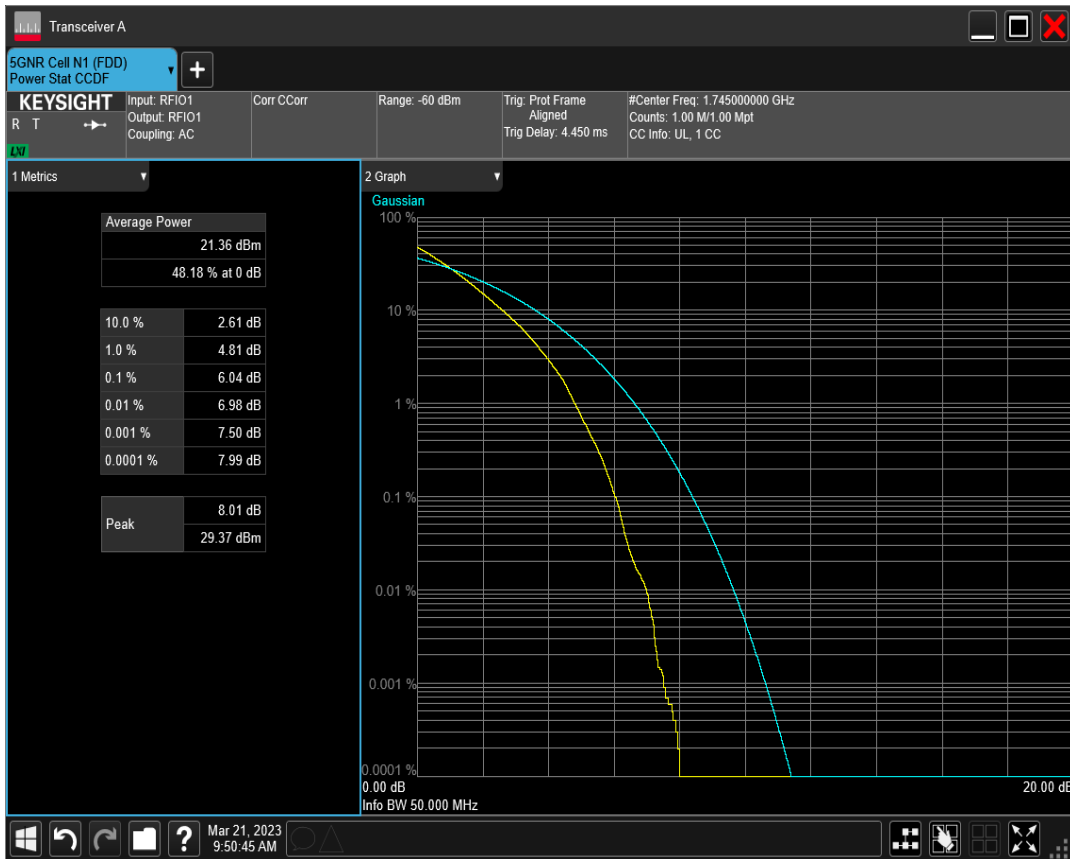 Transceiver A
5GNR Cell N1 (FDD)
Power Stat CCDF
+
KEYSIGHT
R T
LXI
Input: RFIO1
Output: RFIO1
Coupling: AC
Corr CCorr
Range: -60 dBm
Trig: Prot Frame
Aligned
Trig Delay: 4.450 ms
#Center Freq: 1.745000000 GHz
Counts: 1.00 M/1.00 Mpt
CC Info: UL, 1 CC
1 Metrics
Average Power
21.36 dBm
48.18 % at 0 dB
10.0 % 2.61 dB
1.0 % 4.81 dB
0.1 % 6.04 dB
0.01 % 6.98 dB
0.001 % 7.50 dB
0.0001 % 7.99 dB
Peak 8.01 dB
29.37 dBm
2 Graph
Gaussian
100 %
10 %
1 %
0.1 %
0.01 %
0.001 %
0.0001 %
0.00 dB 20.00 dB
Info BW 50.000 MHz
?
Mar 21, 2023
9:50:45 AM